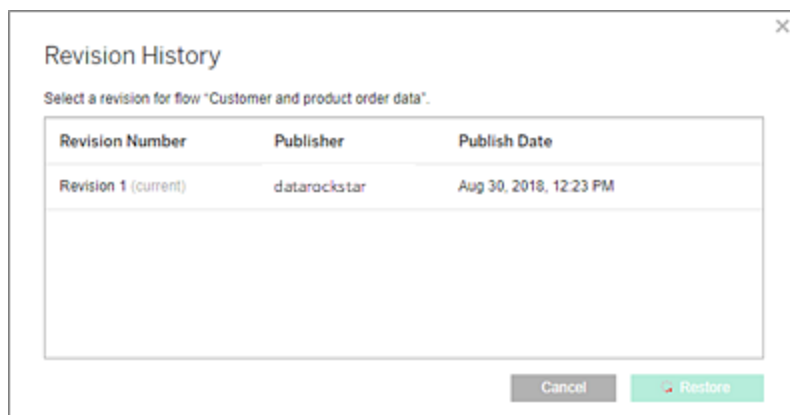 Revision History
Select a revision for flow "Customer and product order data".
Revision Number Publisher Publish Date
Revision 1 (current) datarockstar Aug 30, 2018, 12:23 PM
Cancel Restore